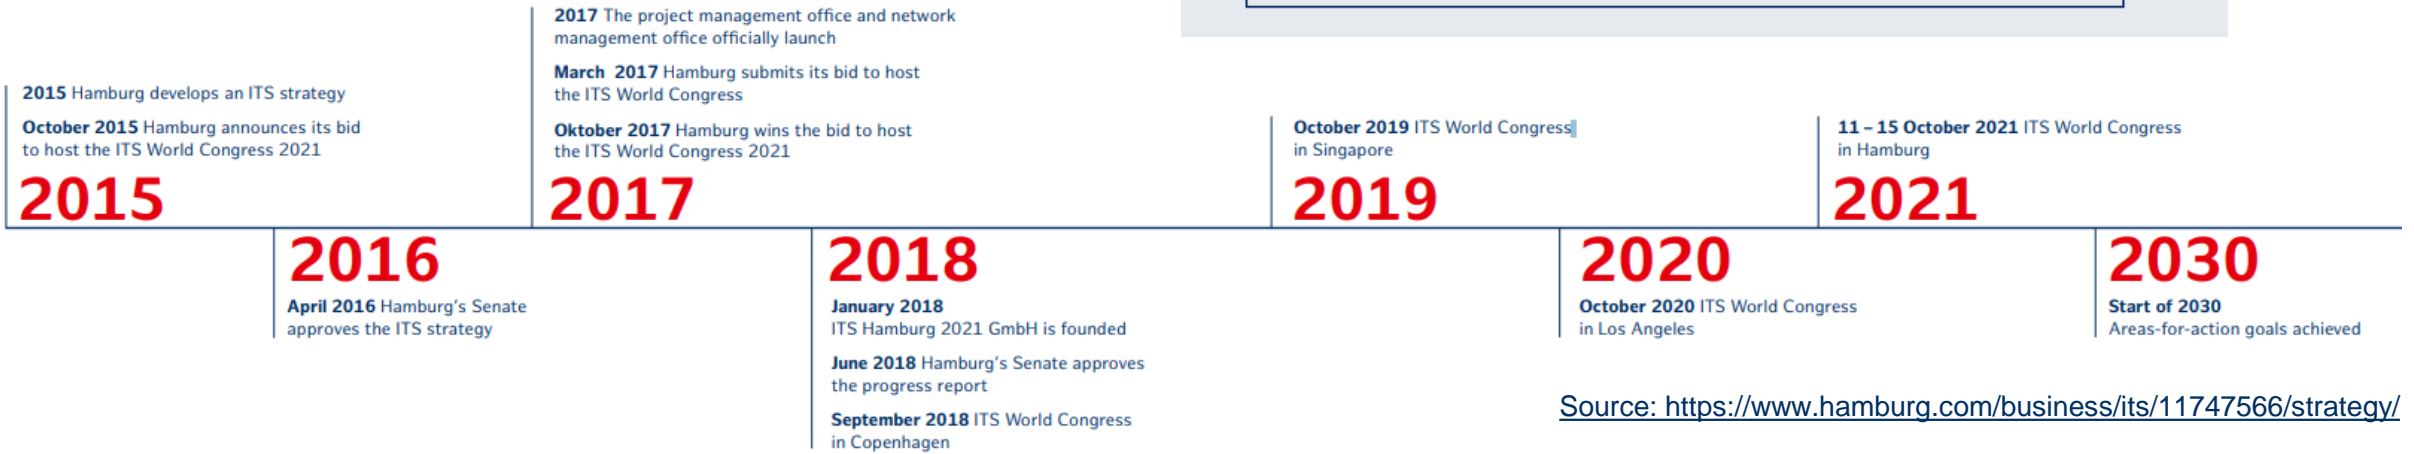 2015 Hamburg develops an ITS strategy
October 2015 Hamburg announces its bid
to host the ITS World Congress 2021
2015
2016
April 2016 Hamburg's Senate
approves the ITS strategy
2017 The project management office and network
management office officially launch
March 2017 Hamburg submits its bid to host
the ITS World Congress
Oktober 2017 Hamburg wins the bid to host
the ITS World Congress 2021
2017
2018
January 2018
ITS Hamburg 2021 GmbH is founded
June 2018 Hamburg's Senate approves
the progress report
September 2018 ITS World Congress
in Copenhagen
October 2019 ITS World Congress
in Singapore
2019
2020
October 2020 ITS World Congress
in Los Angeles
11 – 15 October 2021 ITS World Congress
in Hamburg
2021
2030
Start of 2030
Areas-for-action goals achieved
Source: https://www.hamburg.com/business/its/11747566/strategy/